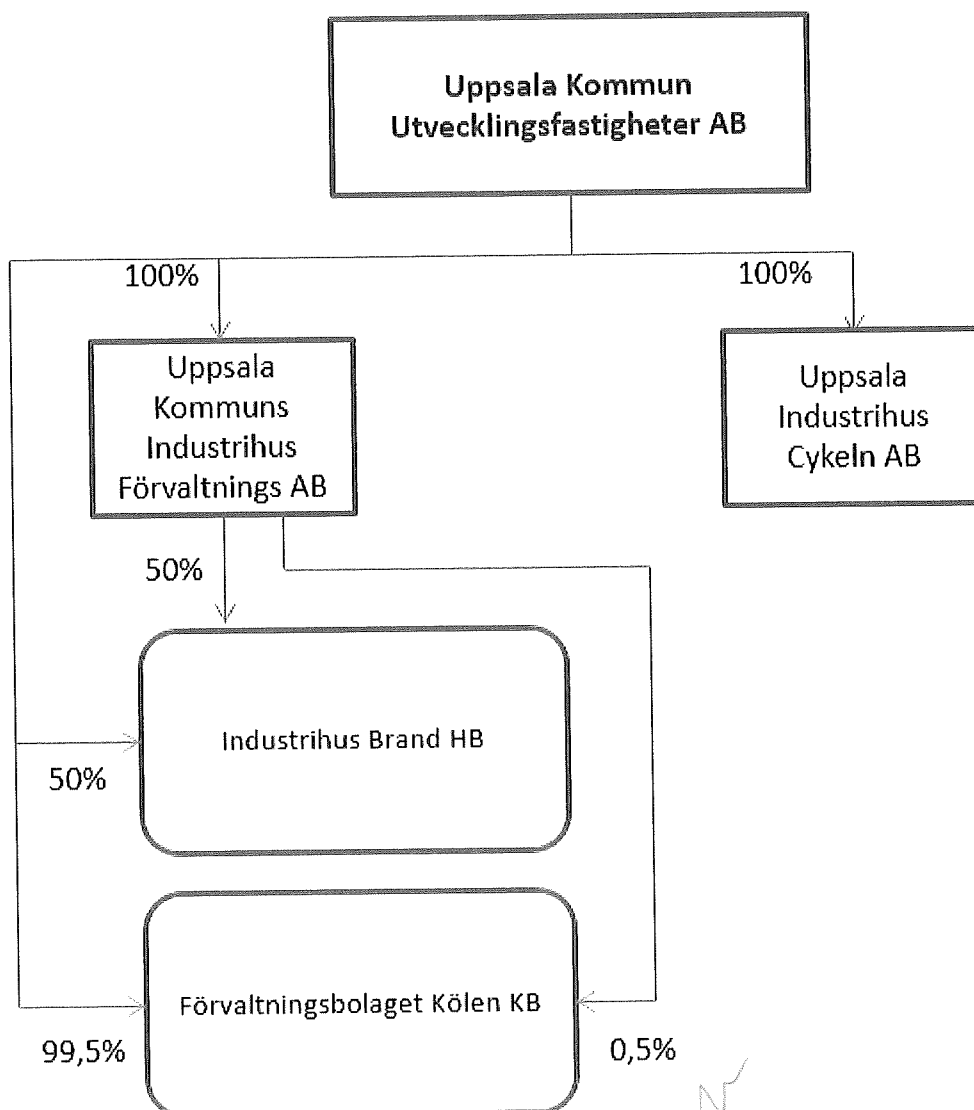 Uppsala Kommun
Utvecklingsfastigheter AB
100%
100%
Uppsala
Kommuns
Industrihus
Förvaltnings AB
Uppsala
Industrihus
Cykeln AB
50%
Industrihus Brand HB
50%
Förvaltningsbolaget Kölen KB
99,5%
0,5%